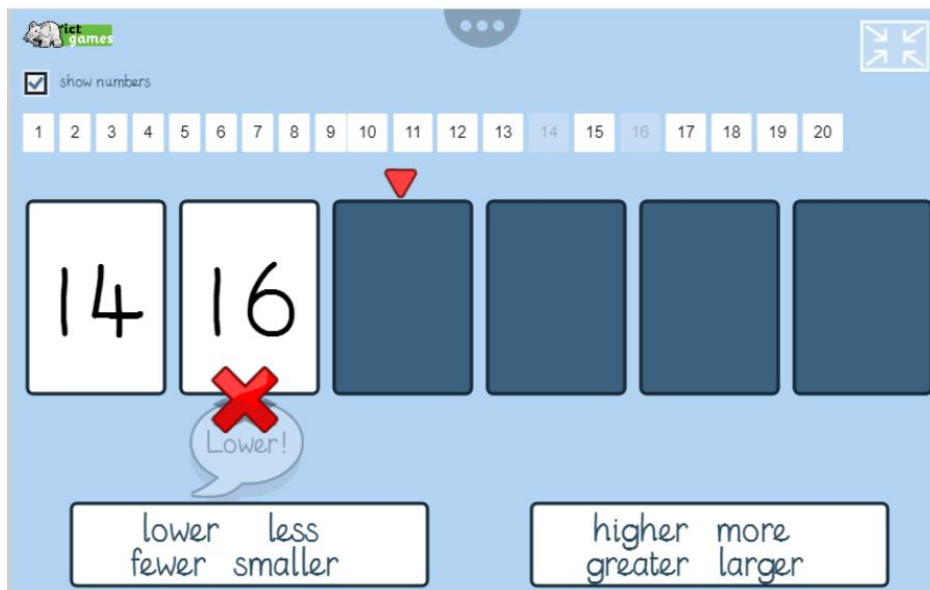 ict
games
show numbers
1 2 3 4 5 6 7 8 9 10 11 12 13 14 15 16 17 18 19 20
14 16
Lower!
lower less
fewer smaller
higher more
greater larger